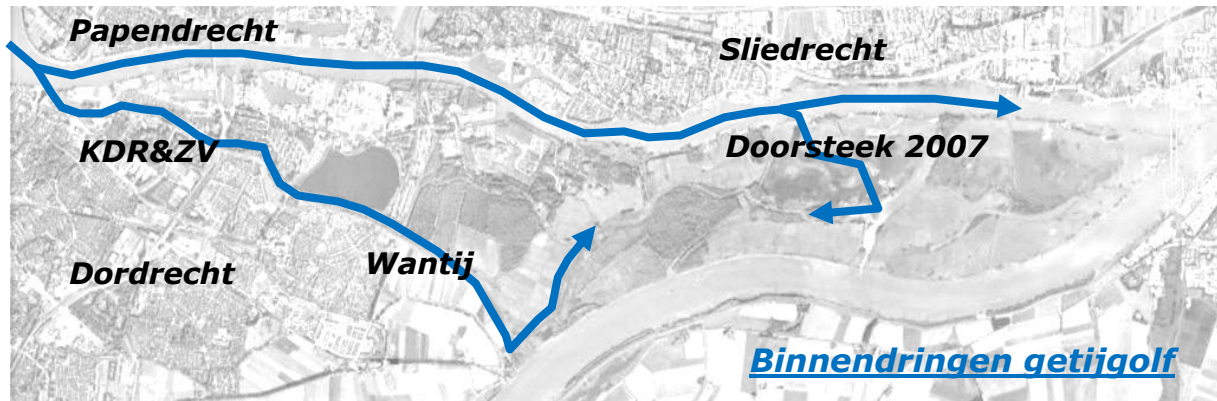 Papendrecht
Sliedrecht
KDR&ZV
Doorsteek 2007
Wantij
Dordrecht
Binnendringen getijgolf